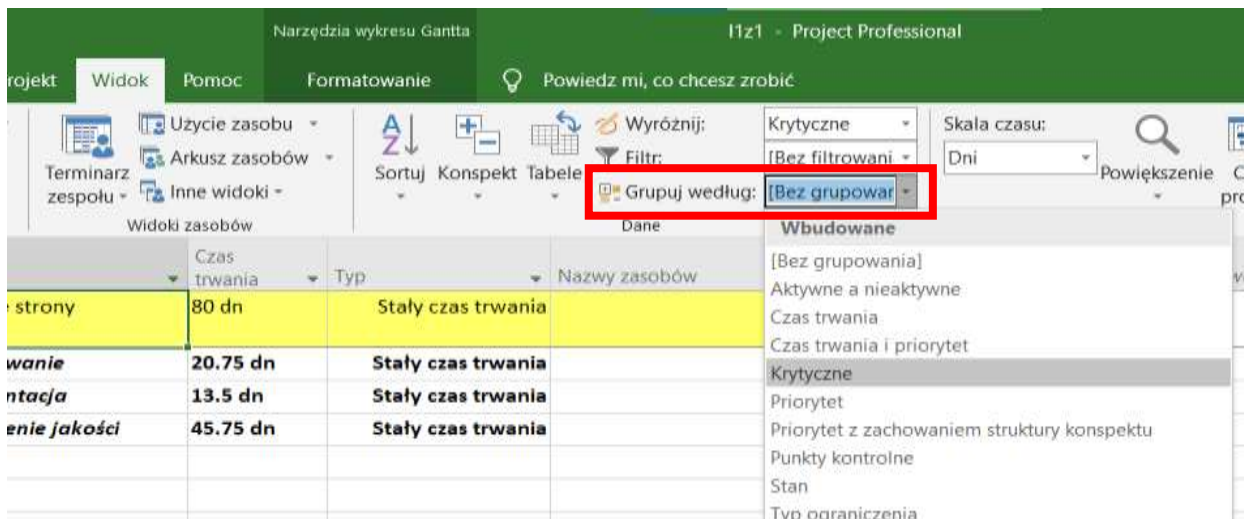 Narzędzia wykresu Gantta
l1z1 - Project Professional
rojekt Widok Pomoc Formatowanie Powiedz mi, co chcesz zrobić
Użycie zasobu
Arkusz zasobów
Inne widoki
Terminarz
zespołu
Widoki zasobów
Sortuj Konspekt Tabele
Wyróżnij: Krytyczne
Filtr: [Bez filtrowani
Grupuj według: [Bez grupowar
Dane
Skala czasu:
Dni
Powiększenie
C
pro
Wbudowane
[Bez grupowania]
Aktywne a nieaktywne
Czas trwania
Czas trwania i priorytet
Krytyczne
Priorytet
Priorytet z zachowaniem struktury konspektu
Punkty kontrolne
Stan
Typ ograniczenia
Czas
trwania Typ Nazwy zasobów
strony 80 dn Stały czas trwania
wanie 20.75 dn Stały czas trwania
ntacja 13.5 dn Stały czas trwania
enie jakości 45.75 dn Stały czas trwania